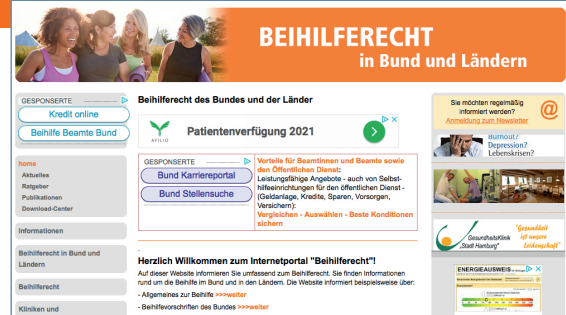 BEIHILFERECHT
in Bund und Ländern
GESPONSERTE
Kredit online
Beihilfe Beamte Bund
home
Aktuelles
Ratgeber
Publikationen
Download-Center
Informationen
Beihilferecht in Bund und
Ländern
Beihilferecht
Kliniken und
Beihilferecht des Bundes und der Länder
AFILIO
Patientenverfügung 2021
GESPONSERTE
Bund Karriereportal
Bund Stellensuche
Vorteile für Beamtinnen und Beamte sowie
den Öffentlichen Dienst:
Leistungsfähige Angebote - auch von Selbst-
hilfeeinrichtungen für den öffentlichen Dienst -
(Geldanlage, Kredite, Sparen, Vorsorgen,
Versichern):
Vergleichen - Auswählen - Beste Konditionen
sichern
Herzlich Willkommen zum Internetportal "Beihilferecht"!
Auf dieser Website informieren Sie umfassend zum Beihilferecht. Sie finden Informationen
rund um die Beihilfe im Bund und in den Ländern. Die Website informiert beispielsweise über:
- Allgemeines zur Beihilfe >>>weiter
- Beihilfevorschriften des Bundes >>>weiter
Sie möchten regelmäßig
informiert werden?
Anmeldung zum Newsletter
@
Burnout?
Depression?
Lebenskrisen?
GesundheitsKlinik
„Stadt Hamburg"
"Gesundheit
ist unsere
Leidenschaft"
ENERGIEAUSWEIS